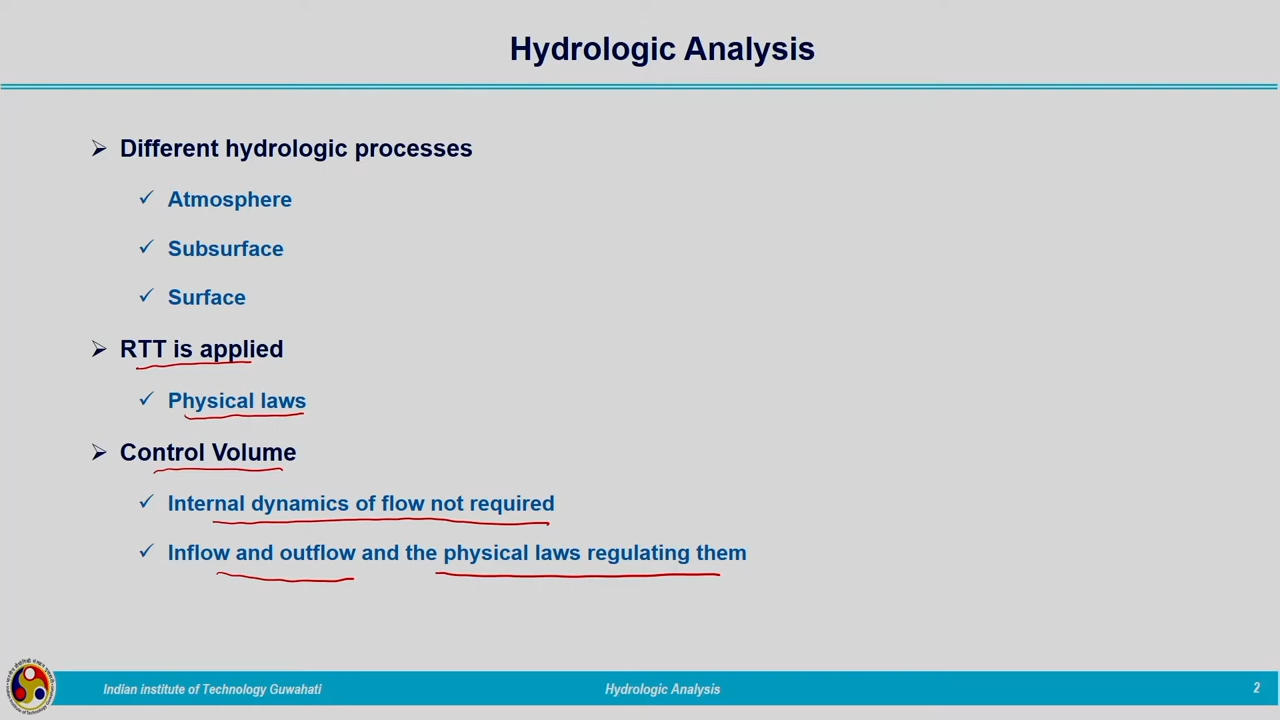 Hydrologic Analysis
Different hydrologic processes
Atmosphere
Subsurface
Surface
RTT is applied
Physical laws
Control Volume
Internal dynamics of flow not required
Inflow and outflow and the physical laws regulating them
Indian institute of Technology Guwahati
Hydrologic Analysis
2